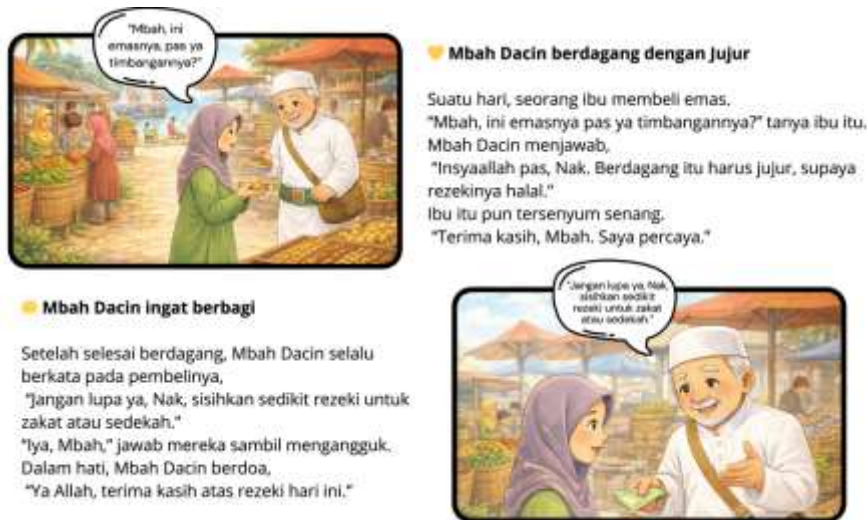 "Mbah, ini
emasnya, pas ya
timbangannya?"
Mbah Dacin berdagang dengan Jujur
Suatu hari, seorang ibu membeli emas.
"Mbah, ini emasnya pas ya timbangannya?" tanya ibu itu.
Mbah Dacin menjawab,
"Insyaallah pas, Nak. Berdagang itu harus jujur, supaya
rezekinya halal."
Ibu itu pun tersenyum senang.
"Terima kasih, Mbah. Saya percaya."
Mbah Dacin ingat berbagi
Setelah selesai berdagang, Mbah Dacin selalu
berkata pada pembelinya,
"Jangan lupa ya, Nak, sisihkan sedikit rezeki untuk
zakat atau sedekah."
"Iya, Mbah," jawab mereka sambil mengangguk.
Dalam hati, Mbah Dacin berdoa,
"Ya Allah, terima kasih atas rezeki hari ini."
"Jangan lupa ya, Nak,
sisihkan sedikit
rezeki untuk zakat
atau sedekah."